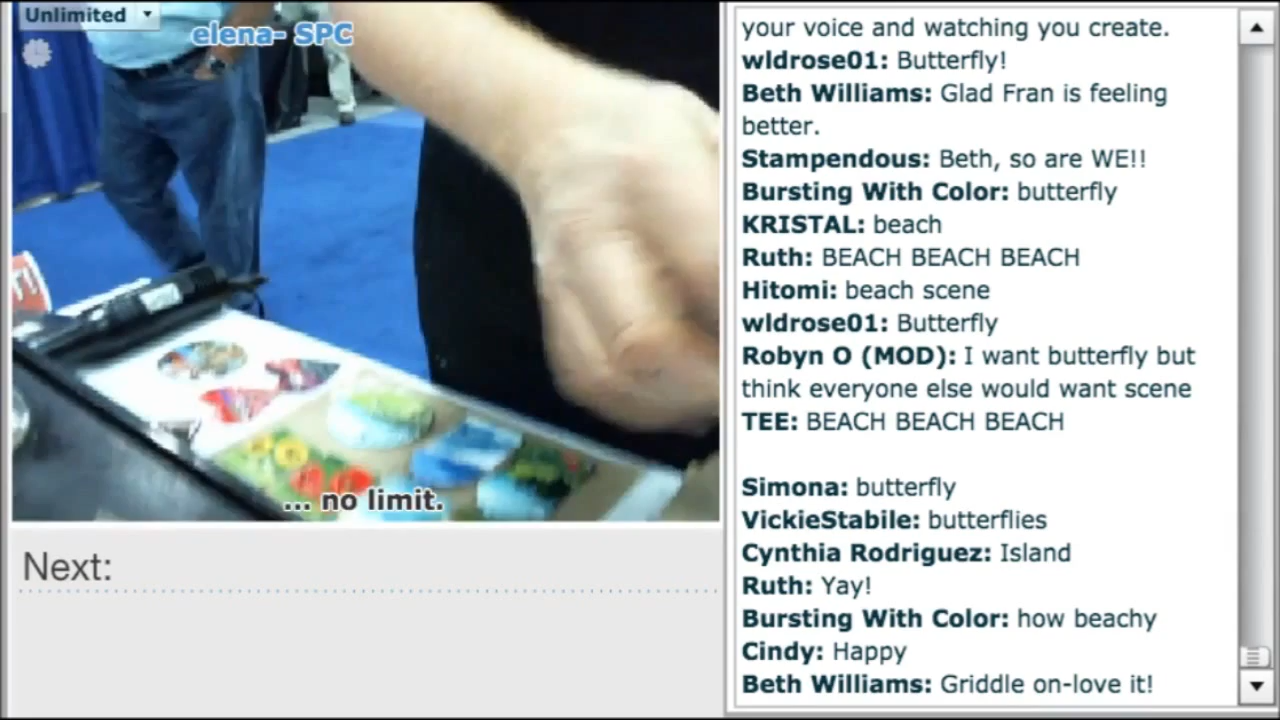 Unlimited
elena- SPC
... no limit.
Next:
your voice and watching you create.
wldrose01: Butterfly!
Beth Williams: Glad Fran is feeling
better.
Stampendous: Beth, so are WE!!
Bursting With Color: butterfly
KRISTAL: beach
Ruth: BEACH BEACH BEACH
Hitomi: beach scene
wldrose01: Butterfly
Robyn O (MOD): I want butterfly but
think everyone else would want scene
TEE: BEACH BEACH BEACH
Simona: butterfly
VickieStabile: butterflies
Cynthia Rodriguez: Island
Ruth: Yay!
Bursting With Color: how beachy
Cindy: Happy
Beth Williams: Griddle on-love it!